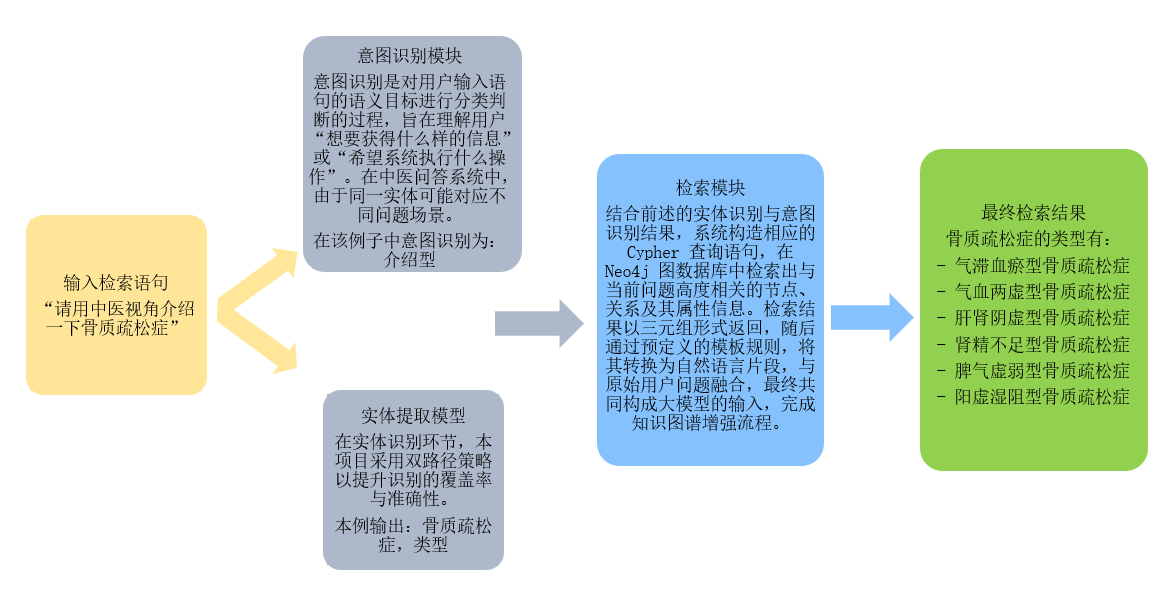 输入检索语句
“请用中医视角介绍
一下骨质疏松症”
意图识别模块
意图识别是对用户输入语
句的语义目标进行分类判
断的过程，旨在理解用户
“想要获得什么样的信息”
或“希望系统执行什么操
作”。在中医问答系统中，
由于同一实体可能对应不
同问题场景。
在该例子中意图识别为：
介绍型
实体提取模型
在实体识别环节，本
项目采用双路径策略
以提升识别的覆盖率
与准确性。
本例输出：骨质疏松
症，类型
检索模块
结合前述的实体识别与意图
识别结果，系统构造相应的
Cypher 查询语句，在
Neo4j 图数据库中检索出与
当前问题高度相关的节点、
关系及其属性信息。检索结
果以三元组形式返回，随后
通过预定义的模板规则，将
其转换为自然语言片段，与
原始用户问题融合，最终共
同构成大模型的输入，完成
知识图谱增强流程。
最终检索结果
骨质疏松症的类型有：
- 气滞血瘀型骨质疏松症
- 气血两虚型骨质疏松症
- 肝肾阴虚型骨质疏松症
- 肾精不足型骨质疏松症
- 脾气虚弱型骨质疏松症
- 阳虚湿阻型骨质疏松症